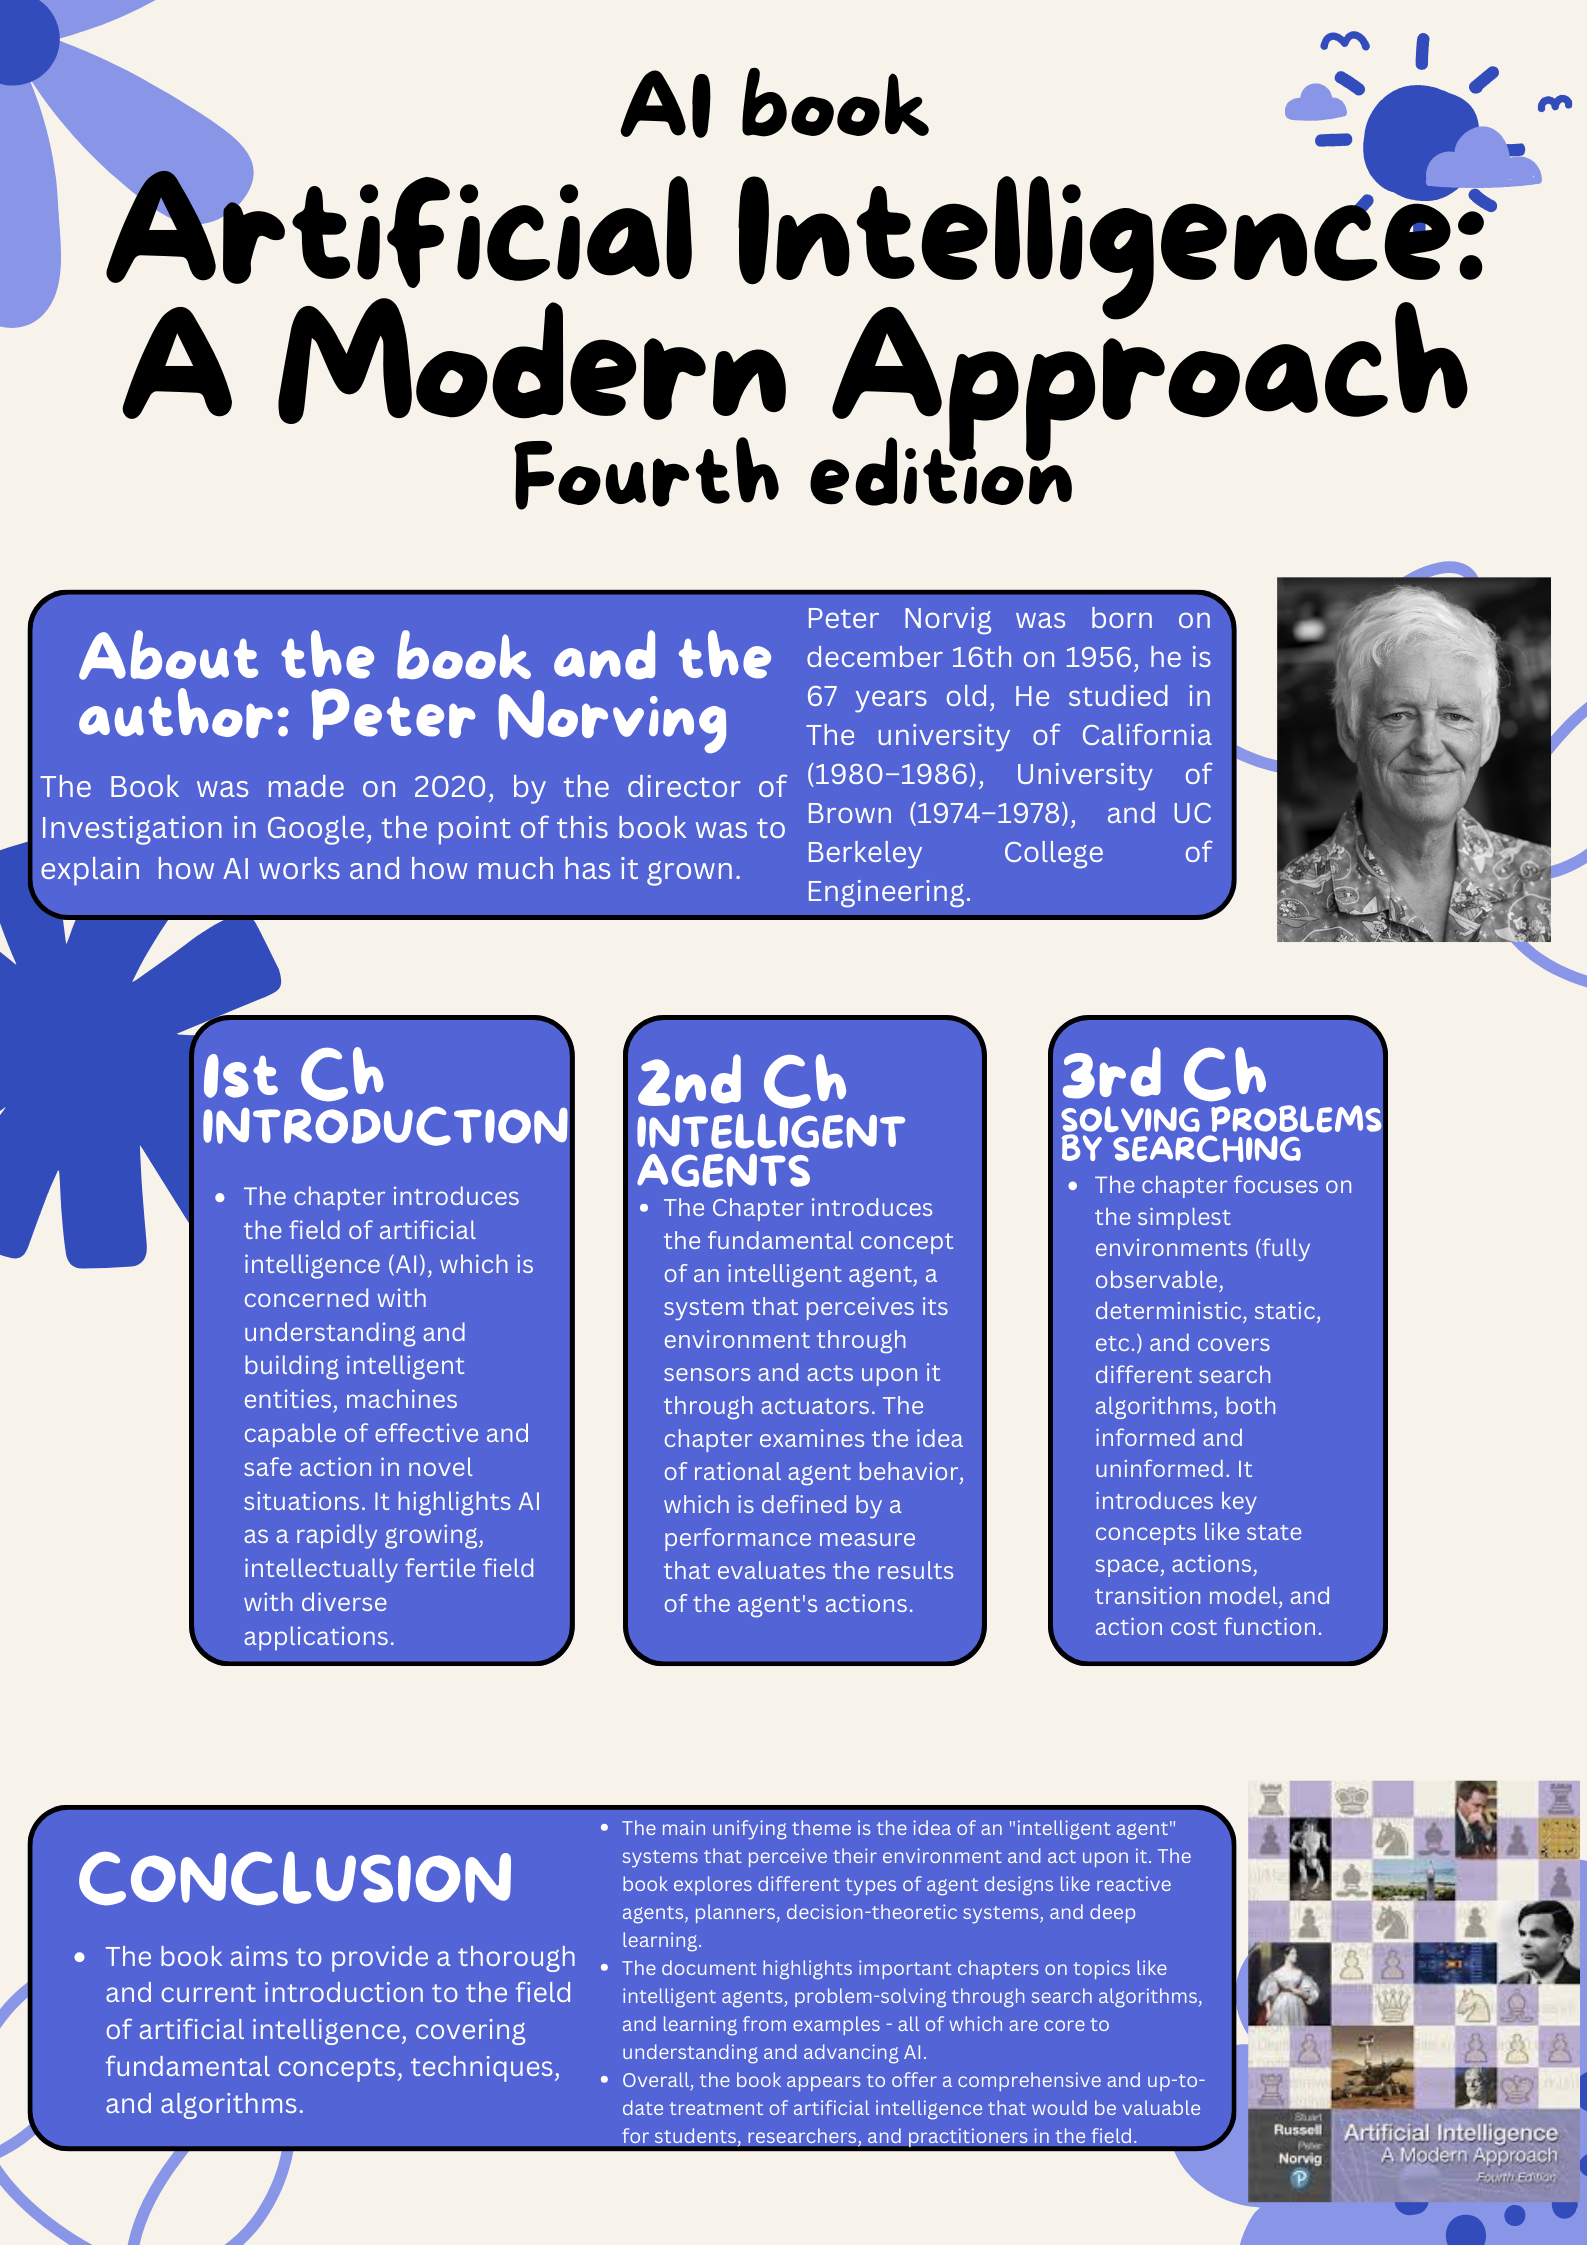 AI book
Artificial Intelligence:
A Modern Approach
Fourth edition
About the book and the
author: Peter Norving
The Book was made on 2020, by the director of
Investigation in Google, the point of this book was to
explain how AI works and how much has it grown.
Peter Norvig was born on
december 16th on 1956, he is
67 years old, He studied in
The university of California
(1980–1986), University of
Brown (1974–1978), and UC
Berkeley College of
Engineering.
1st Ch
INTRODUCTION
• The chapter introduces
the field of artificial
intelligence (AI), which is
concerned with
understanding and
building intelligent
entities, machines
capable of effective and
safe action in novel
situations. It highlights AI
as a rapidly growing,
intellectually fertile field
with diverse
applications.
2nd Ch
INTELLIGENT
AGENTS
• The Chapter introduces
the fundamental concept
of an intelligent agent, a
system that perceives its
environment through
sensors and acts upon it
through actuators. The
chapter examines the idea
of rational agent behavior,
which is defined by a
performance measure
that evaluates the results
of the agent's actions.
3rd Ch
SOLVING PROBLEMS
BY SEARCHING
• The chapter focuses on
the simplest
environments (fully
observable,
deterministic, static,
etc.) and covers
different search
algorithms, both
informed and
uninformed. It
introduces key
concepts like state
space, actions,
transition model, and
action cost function.
CONCLUSION
• The book aims to provide a thorough
and current introduction to the field
of artificial intelligence, covering
fundamental concepts, techniques,
and algorithms.
• The main unifying theme is the idea of an "intelligent agent"
systems that perceive their environment and act upon it. The
book explores different types of agent designs like reactive
agents, planners, decision-theoretic systems, and deep
learning.
• The document highlights important chapters on topics like
intelligent agents, problem-solving through search algorithms,
and learning from examples - all of which are core to
understanding and advancing AI.
• Overall, the book appears to offer a comprehensive and up-to-
date treatment of artificial intelligence that would be valuable
for students, researchers, and practitioners in the field.
Stuart
Russell
Peter
Norvig
P
Artificial Intelligence
A Modern Approach
Fourth Edition